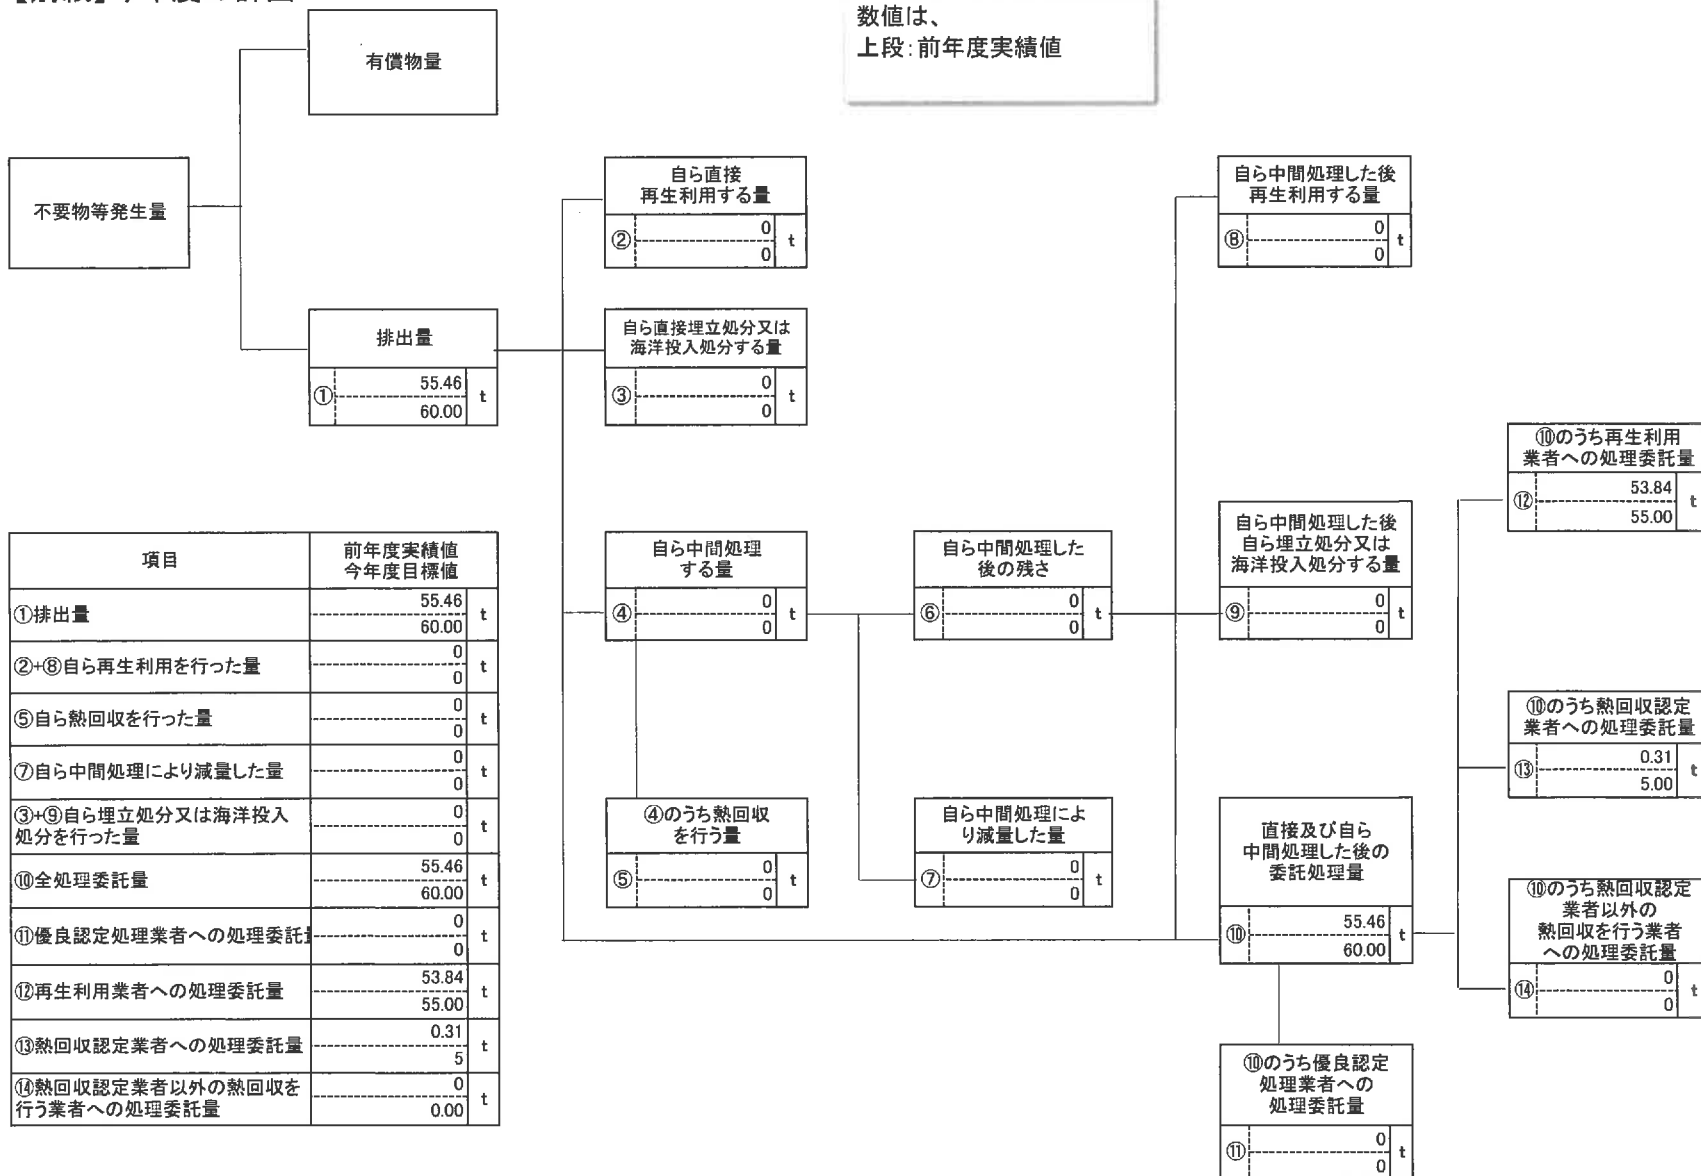 数値は、
上段:前年度実績値
有償物量
不要物等発生量
排出量
①
55.46
60.00
t
自ら直接
再生利用する量
②
0
0
t
自ら直接埋立処分又は
海洋投入処分する量
③
0
0
t
自ら中間処理
する量
④
0
0
t
④のうち熱回収
を行う量
⑤
0
0
t
自ら中間処理した
後の残さ
⑥
0
0
t
自ら中間処理によ
り減量した量
⑦
0
0
t
自ら中間処理した後
再生利用する量
⑧
0
0
t
自ら中間処理した後
自ら埋立処分又は
海洋投入処分する量
⑨
0
0
t
直接及び自ら
中間処理した後の
委託処理量
⑩
55.46
60.00
t
⑩のうち優良認定
処理業者への
処理委託量
⑪
0
0
t
⑩のうち再生利用
業者への処理委託量
⑫
53.84
55.00
t
⑩のうち熱回収認定
業者への処理委託量
⑬
0.31
5.00
t
⑩のうち熱回収認定
業者以外の
熱回収を行う業者
への処理委託量
⑭
0
0
t
項目
前年度実績値
今年度目標値
①排出量
55.46
60.00
t
②+⑧自ら再生利用を行った量
0
0
t
⑤自ら熱回収を行った量
0
0
t
⑦自ら中間処理により減量した量
0
0
t
③+⑨自ら埋立処分又は海洋投入
処分を行った量
0
0
t
⑩全処理委託量
55.46
60.00
t
⑪優良認定処理業者への処理委託
0
0
t
⑫再生利用業者への処理委託量
53.84
55.00
t
⑬熱回収認定業者への処理委託量
0.31
5
t
⑭熱回収認定業者以外の熱回収を
行う業者への処理委託量
0
0.00
t